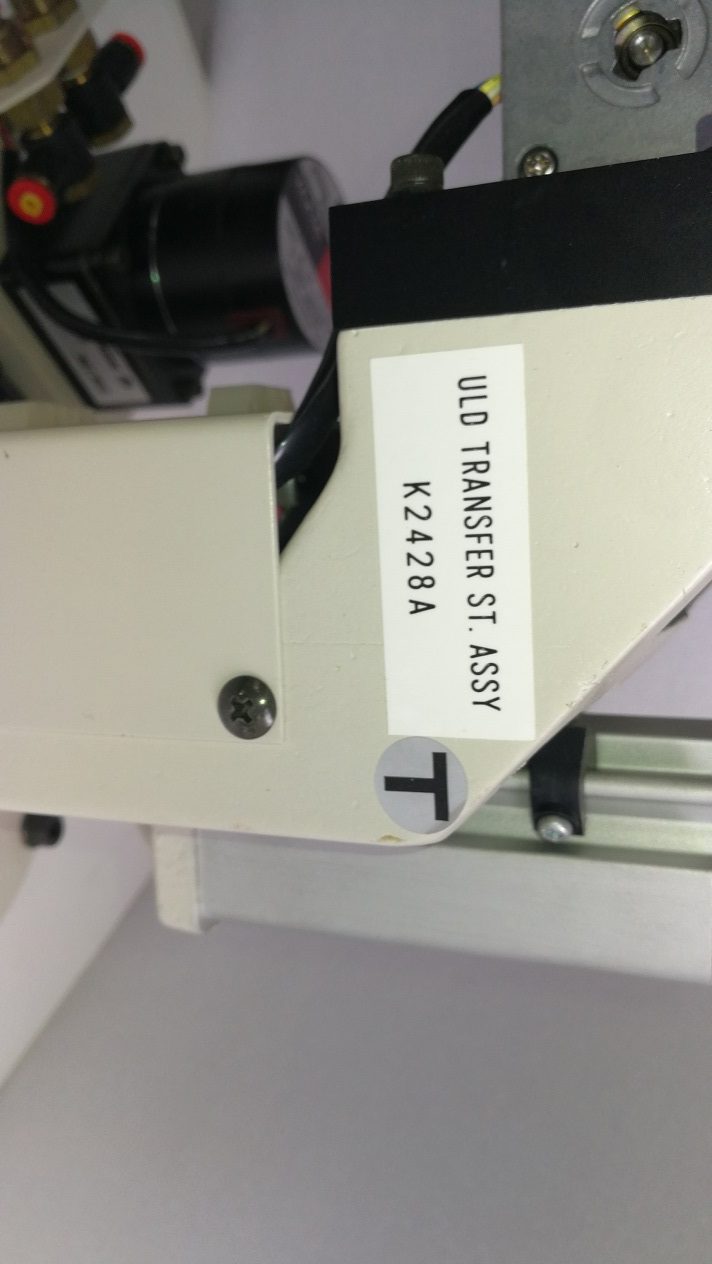 ULD TRANSFER ST. ASSY
K2428A
T